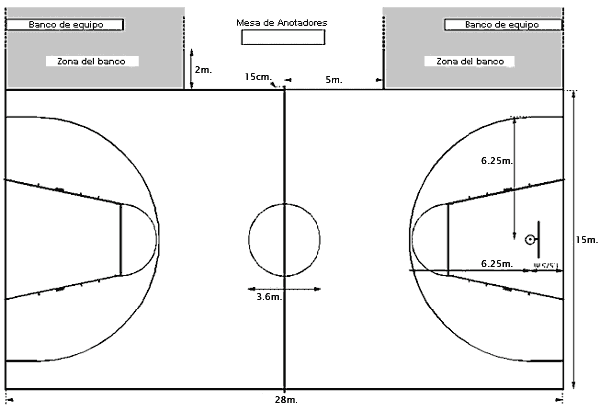 Mesa de Anotadores
Banco de equipo
Banco de equipo
Zona del banco
Zona del banco
2m.
15cm.
5m.
6.25m.
15m.
6.25m.
3.6m.
28m.